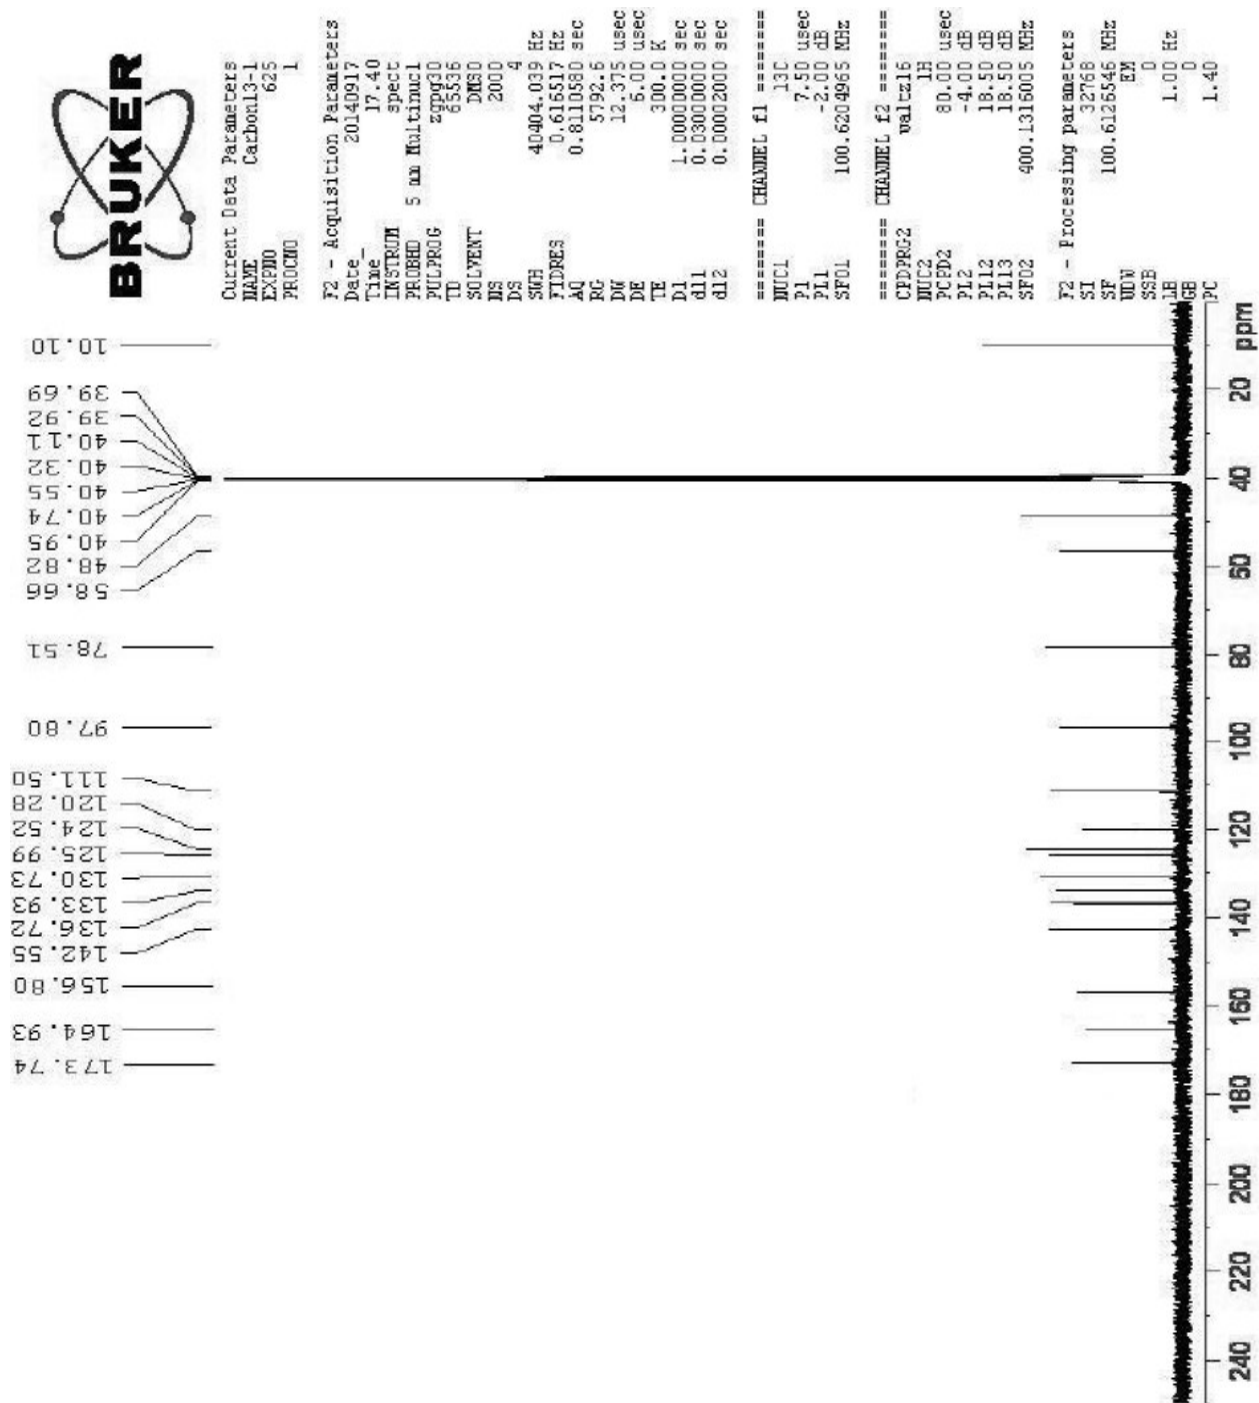 BRUKER
Current Data Parameters
NAME Carbon13-1
EXPNO 625
PROCNO 1
F2 - Acquisition Parameters
Date_ 20140917
Time 17.40
INSTRUM spect
PROBHD 5 mm Multinucl
PULPROG zgpg30
TD 65536
SOLVENT DMSO
NS 2000
DS 4
SWH 40404.039 Hz
FIDRES 0.616517 Hz
AQ 0.8110580 sec
RG 5792.6
DW 12.375 usec
DE 6.00 usec
TE 300.0 K
D1 1.00000000 sec
d11 0.03000000 sec
d12 0.00002000 sec
======== CHANNEL f1 ========
NUC1 13C
P1 7.50 usec
PL1 -2.00 dB
SFO1 100.6204965 MHz
======== CHANNEL f2 ========
CPDPRG2 waltz16
NUC2 1H
PCPD2 80.00 usec
PL2 -4.00 dB
PL12 18.50 dB
PL13 18.50 dB
SFO2 400.1316005 MHz
F2 - Processing parameters
SI 32768
SF 100.6126546 MHz
WDW EM
SSB 0
LB 1.00 Hz
GB 0
PC 1.40
10.10
39.69
39.92
40.11
40.32
40.55
40.74
40.95
48.82
58.66
78.51
97.80
111.50
120.28
124.52
125.99
130.73
133.93
136.72
142.55
156.80
164.93
173.74
ppm
20
40
60
80
100
120
140
160
180
200
220
240